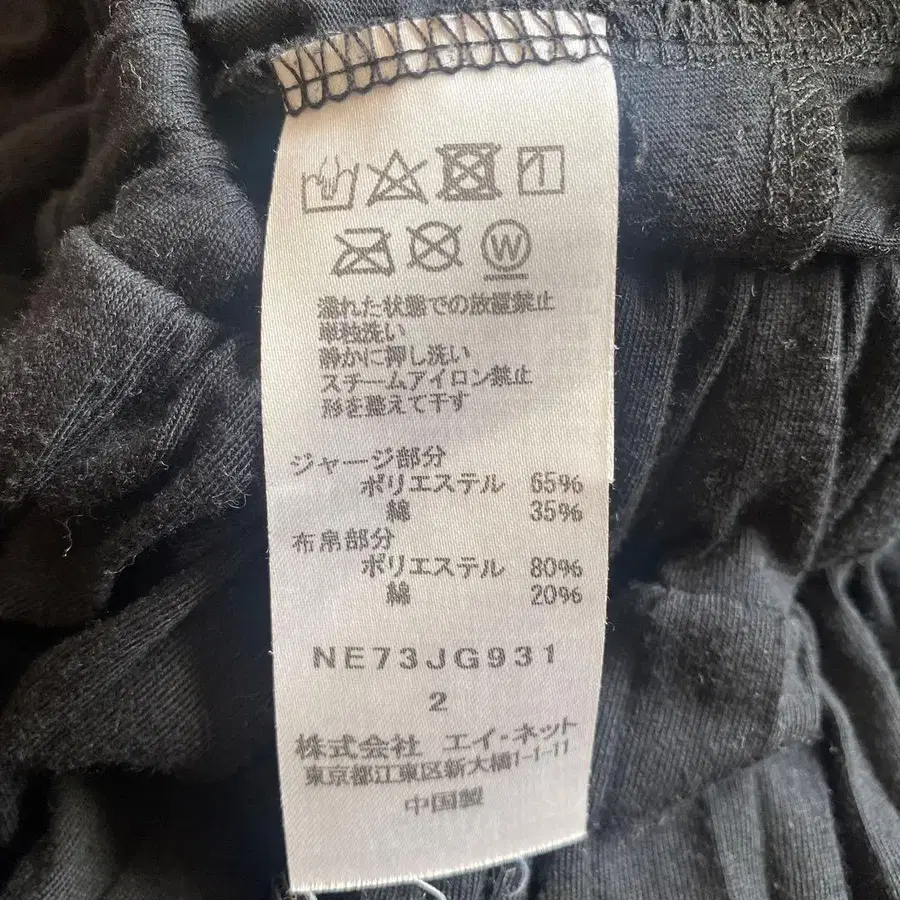 W
濡れた状態での放置禁止
単独洗い
静かに押し洗い
スチームアイロン禁止
形を整えて干す
ジャージ部分
ポリエステル 65%
綿 35%
布帛部分
ポリエステル 80%
綿 20%
NE73JG931
2
株式会社 エイ・ネット
東京都江東区新大橋1-1-11
中国製